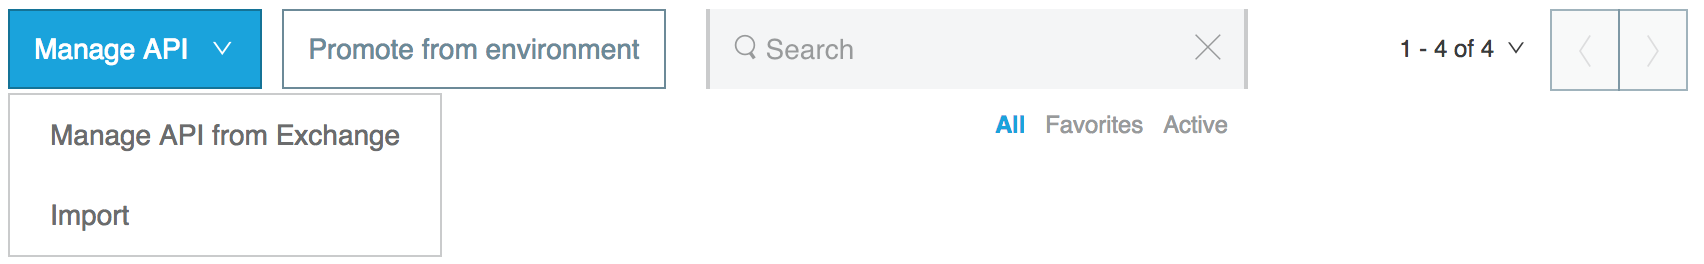 Manage API
Promote from environment
Search
1 - 4 of 4
All Favorites Active
Manage API from Exchange
Import